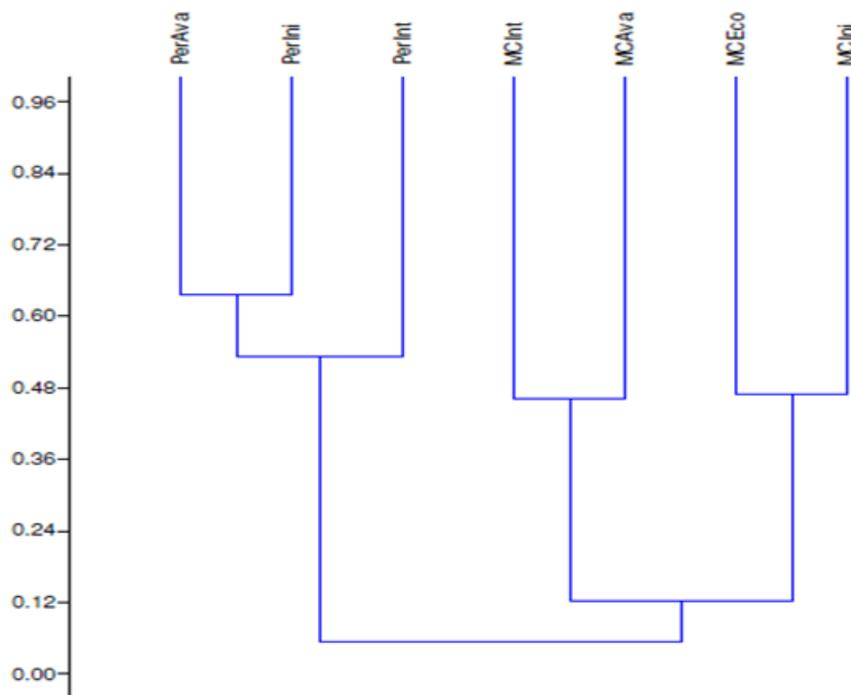 PerAva
PerIni
PerInt
MCInt
MCAva
MCEco
MCIni
0.96
0.84
0.72
0.60
0.48
0.36
0.24
0.12
0.00